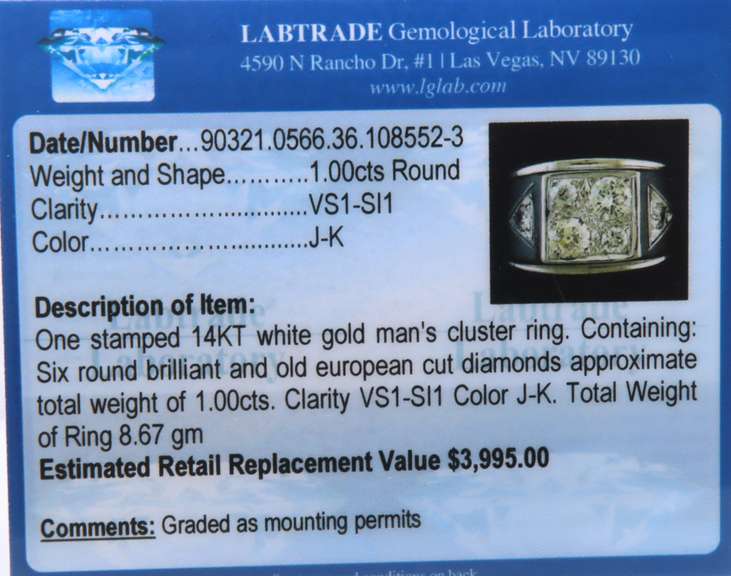 LABTRADE Gemological Laboratory
4590 N Rancho Dr, #1 | Las Vegas, NV 89130
www.lglab.com
Date/Number...90321.0566.36.108552-3
Weight and Shape...........1.00cts Round
Clarity................................VS1-SI1
Color..................................J-K
Description of Item:
One stamped 14KT white gold man's cluster ring. Containing:
Six round brilliant and old european cut diamonds approximate
total weight of 1.00cts. Clarity VS1-SI1 Color J-K. Total Weight
of Ring 8.67 gm
Estimated Retail Replacement Value $3,995.00
Comments: Graded as mounting permits
conditions on back